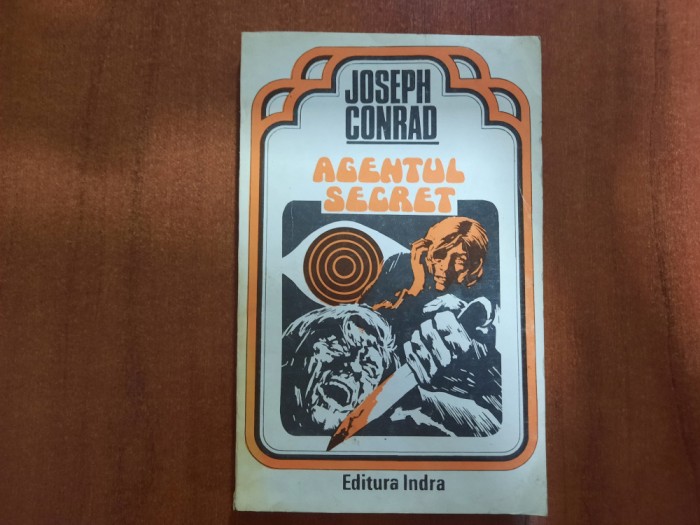 JOSEPH
CONRAD
AGENTUL
SECRET
Editura Indra